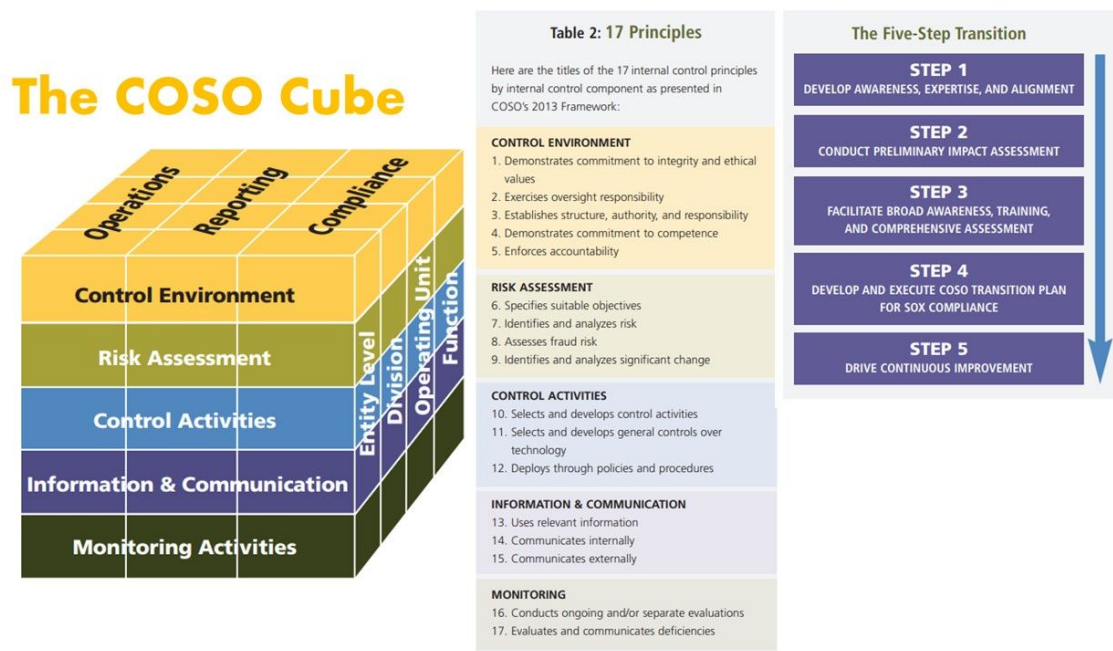 The COSO Cube
Operations
Reporting
Compliance
Control Environment
Risk Assessment
Control Activities
Information & Communication
Monitoring Activities
Entity Level
Division
Operating Unit
Function
Table 2: 17 Principles
Here are the titles of the 17 internal control principles
by internal control component as presented in
COSO's 2013 Framework:
CONTROL ENVIRONMENT
1. Demonstrates commitment to integrity and ethical
values
2. Exercises oversight responsibility
3. Establishes structure, authority, and responsibility
4. Demonstrates commitment to competence
5. Enforces accountability
RISK ASSESSMENT
6. Specifies suitable objectives
7. Identifies and analyzes risk
8. Assesses fraud risk
9. Identifies and analyzes significant change
CONTROL ACTIVITIES
10. Selects and develops control activities
11. Selects and develops general controls over
technology
12. Deploys through policies and procedures
INFORMATION & COMMUNICATION
13. Uses relevant information
14. Communicates internally
15. Communicates externally
MONITORING
16. Conducts ongoing and/or separate evaluations
17. Evaluates and communicates deficiencies
The Five-Step Transition
STEP 1
DEVELOP AWARENESS, EXPERTISE, AND ALIGNMENT
STEP 2
CONDUCT PRELIMINARY IMPACT ASSESSMENT
STEP 3
FACILITATE BROAD AWARENESS, TRAINING,
AND COMPREHENSIVE ASSESSMENT
STEP 4
DEVELOP AND EXECUTE COSO TRANSITION PLAN
FOR SOX COMPLIANCE
STEP 5
DRIVE CONTINUOUS IMPROVEMENT